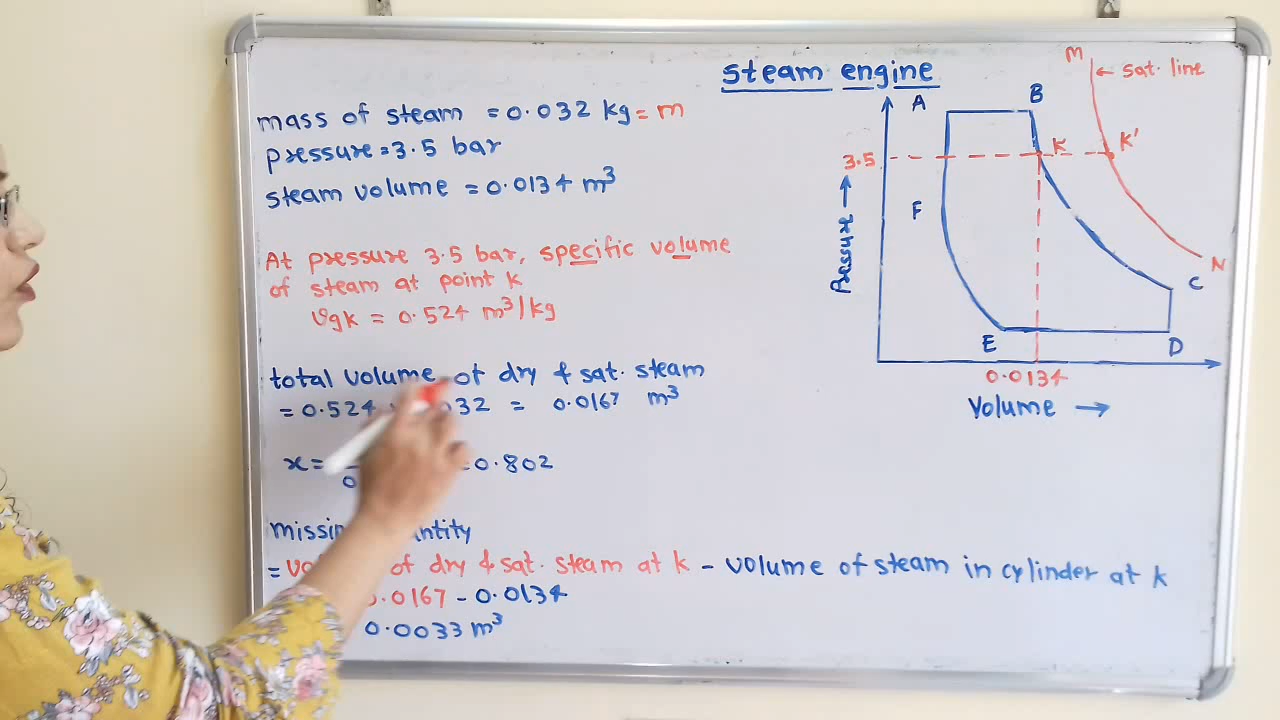 steam engine
mass of steam = 0.032 kg = m
pressure = 3.5 bar
steam volume = 0.0134 m³
At pressure 3.5 bar, specific volume
of steam at point k
vgk = 0.524 m³/kg
total volume of dry & sat. steam
= 0.524 032 = 0.0167 m³
x = 0 = 0.802
= of dry & sat. steam at k - volume of steam in cylinder at k
0.0167 - 0.0134
0.0033 m³
M
← sat. line
A
B
3.5
K
K'
F
Pressure →
N
C
E
D
0.0134
Volume →